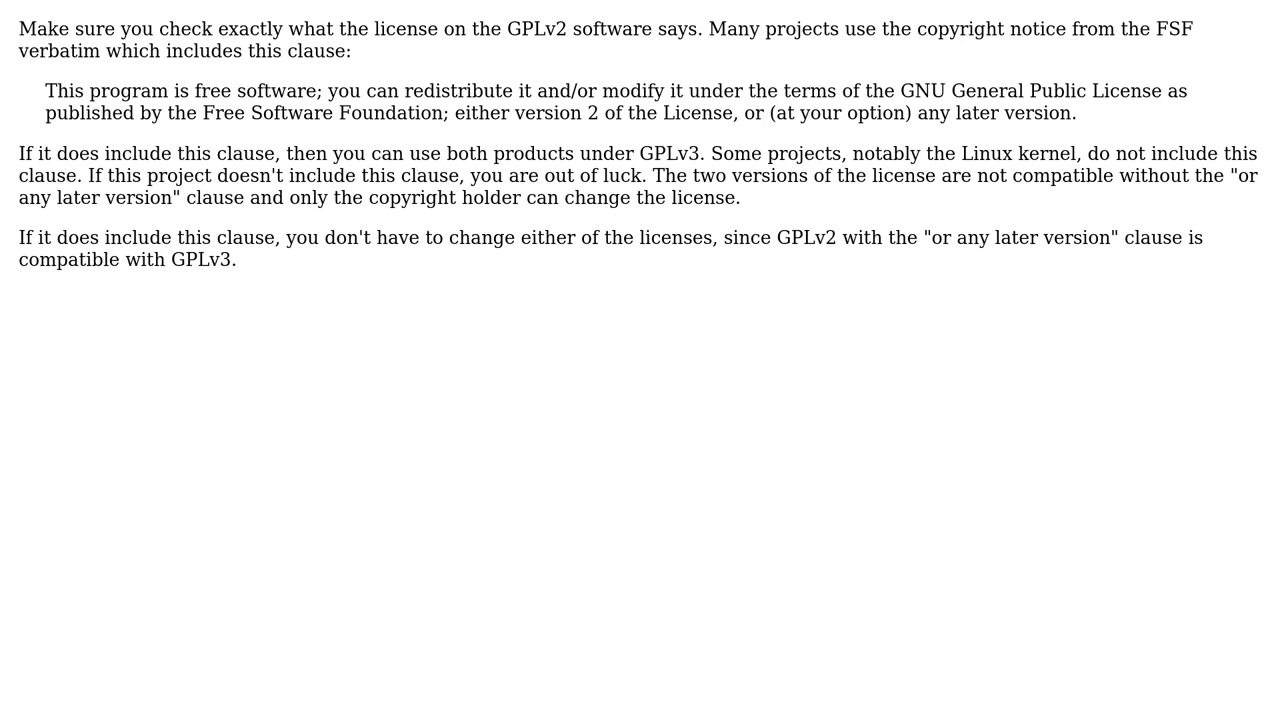 Make sure you check exactly what the license on the GPLv2 software says. Many projects use the copyright notice from the FSF
verbatim which includes this clause:
This program is free software; you can redistribute it and/or modify it under the terms of the GNU General Public License as
published by the Free Software Foundation; either version 2 of the License, or (at your option) any later version.
If it does include this clause, then you can use both products under GPLv3. Some projects, notably the Linux kernel, do not include this
clause. If this project doesn't include this clause, you are out of luck. The two versions of the license are not compatible without the "or
any later version" clause and only the copyright holder can change the license.
If it does include this clause, you don't have to change either of the licenses, since GPLv2 with the "or any later version" clause is
compatible with GPLv3.